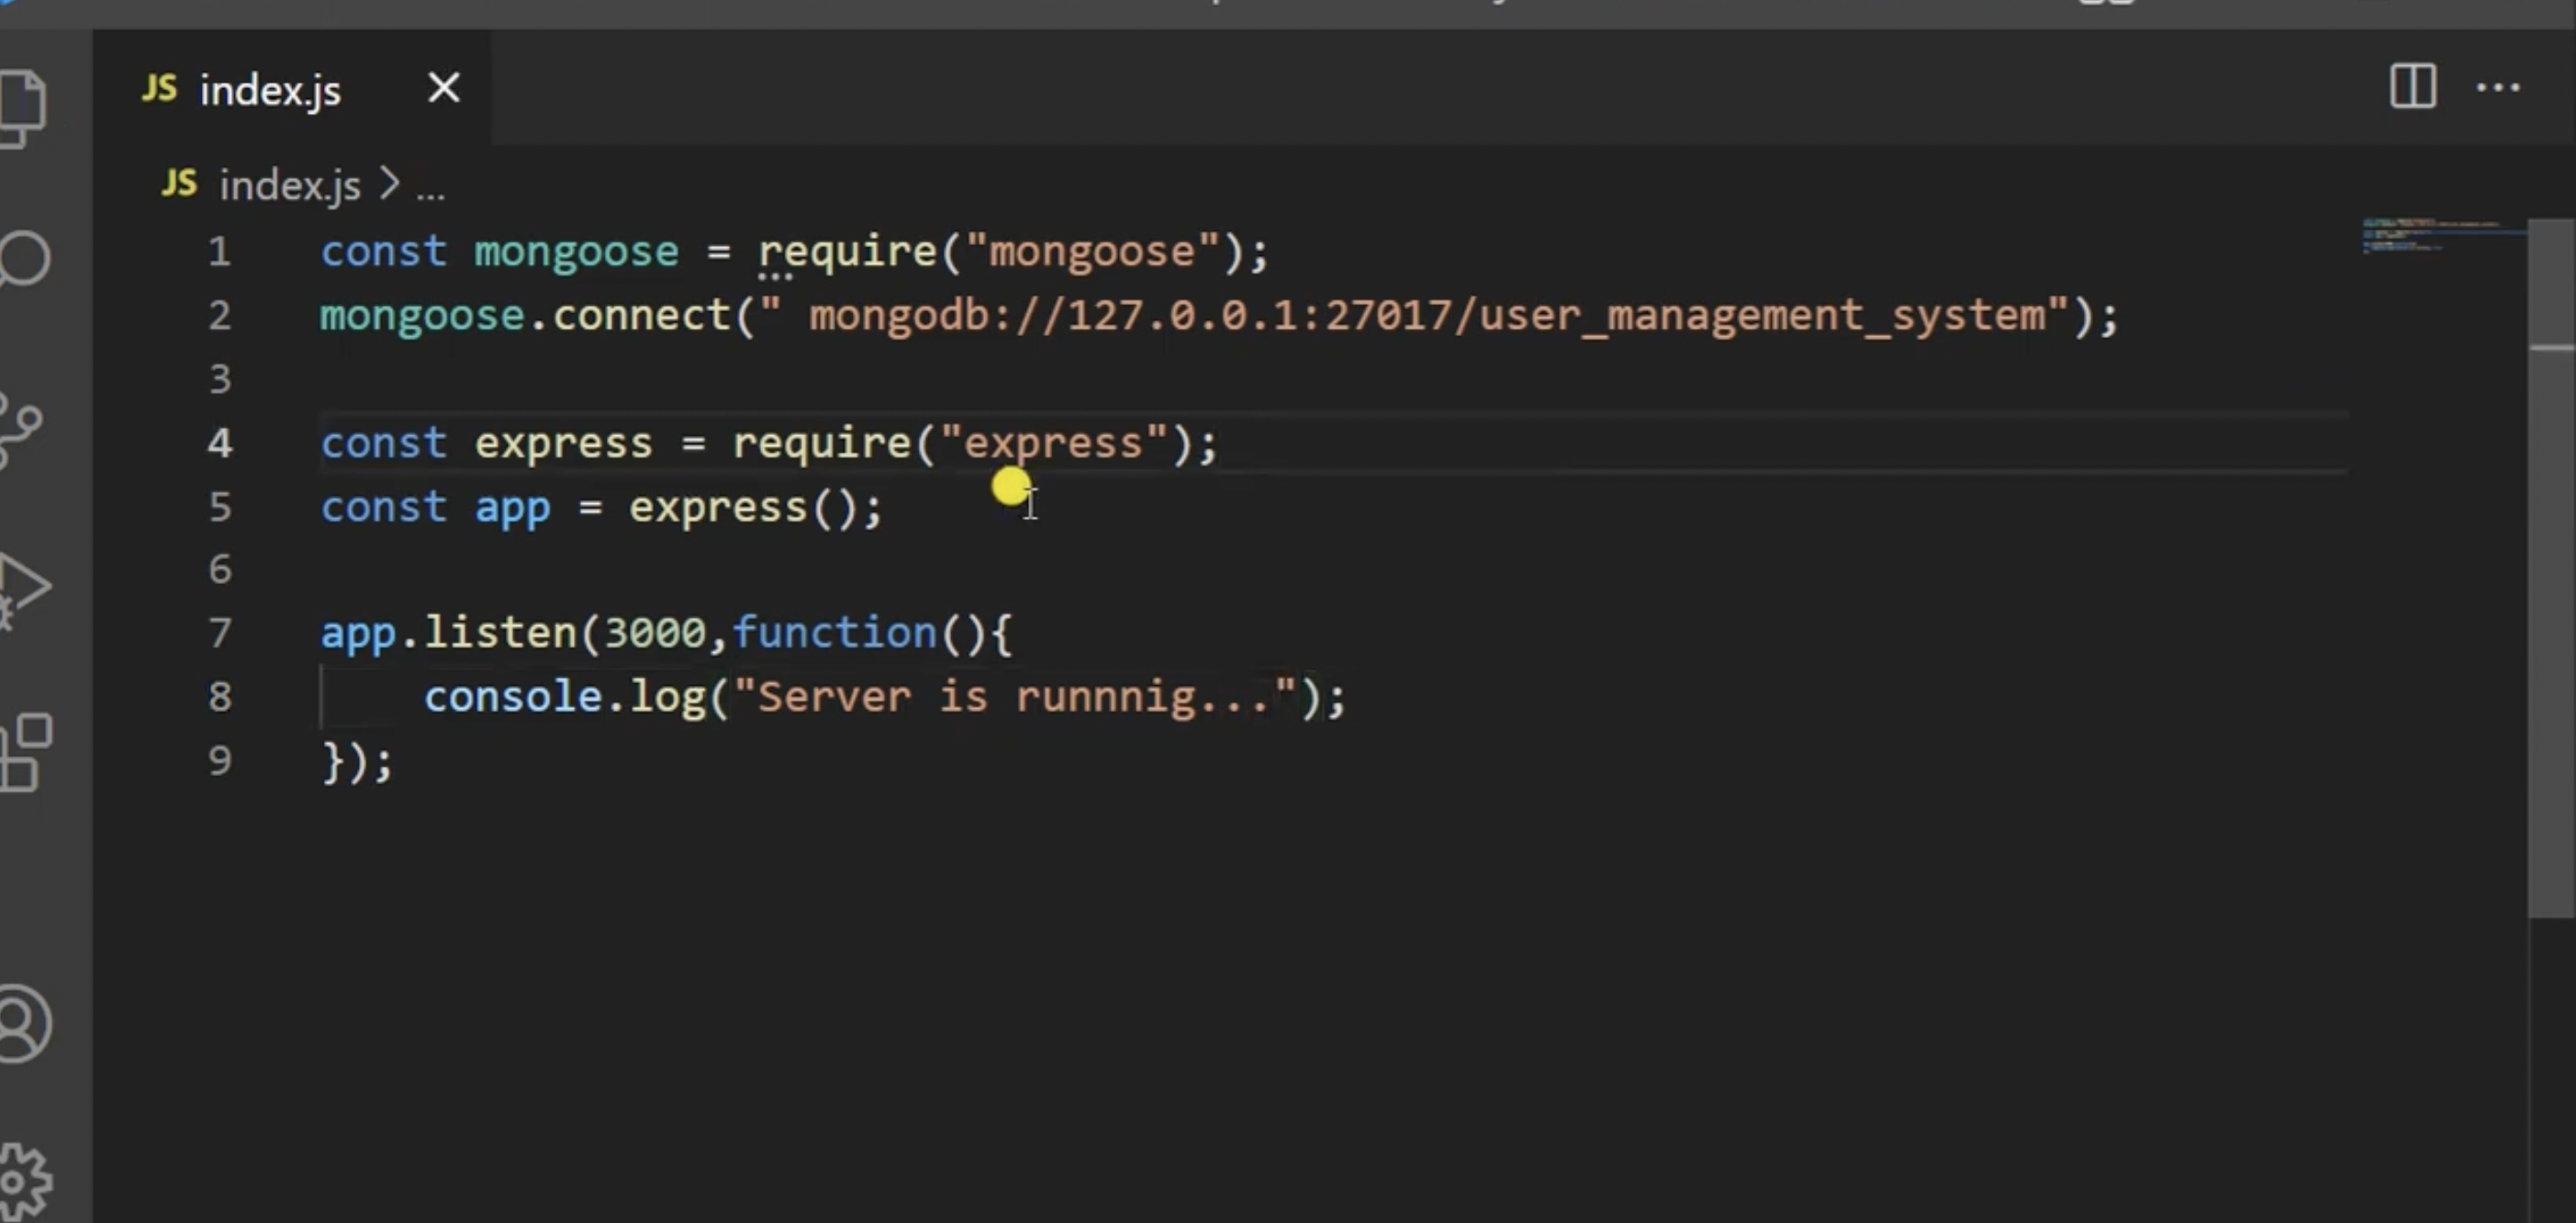 JS index.js
JS index.js > ...
1 const mongoose = require("mongoose");
2 mongoose.connect(" mongodb://127.0.0.1:27017/user_management_system");
3
4 const express = require("express");
5 const app = express();
6
7 app.listen(3000,function(){
8     console.log("Server is runnnig...");
9 });